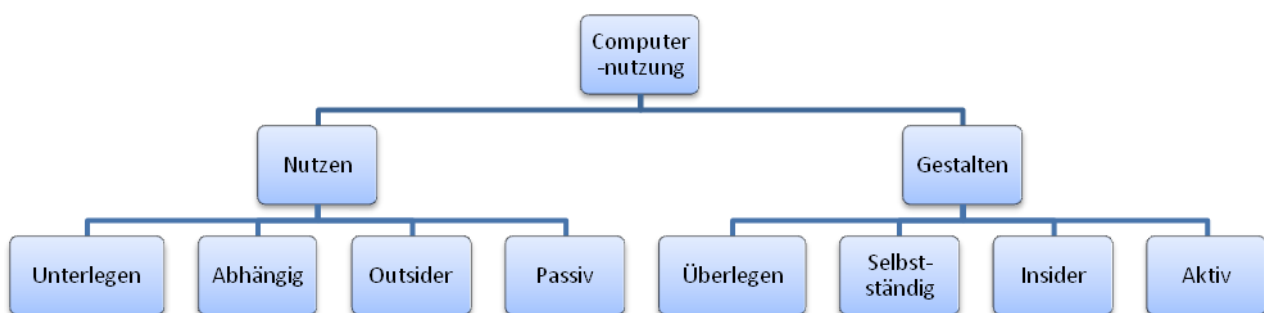 Computer
-nutzung
Nutzen
Gestalten
Unterlegen
Abhängig
Outsider
Passiv
Überlegen
Selbst-
ständig
Insider
Aktiv